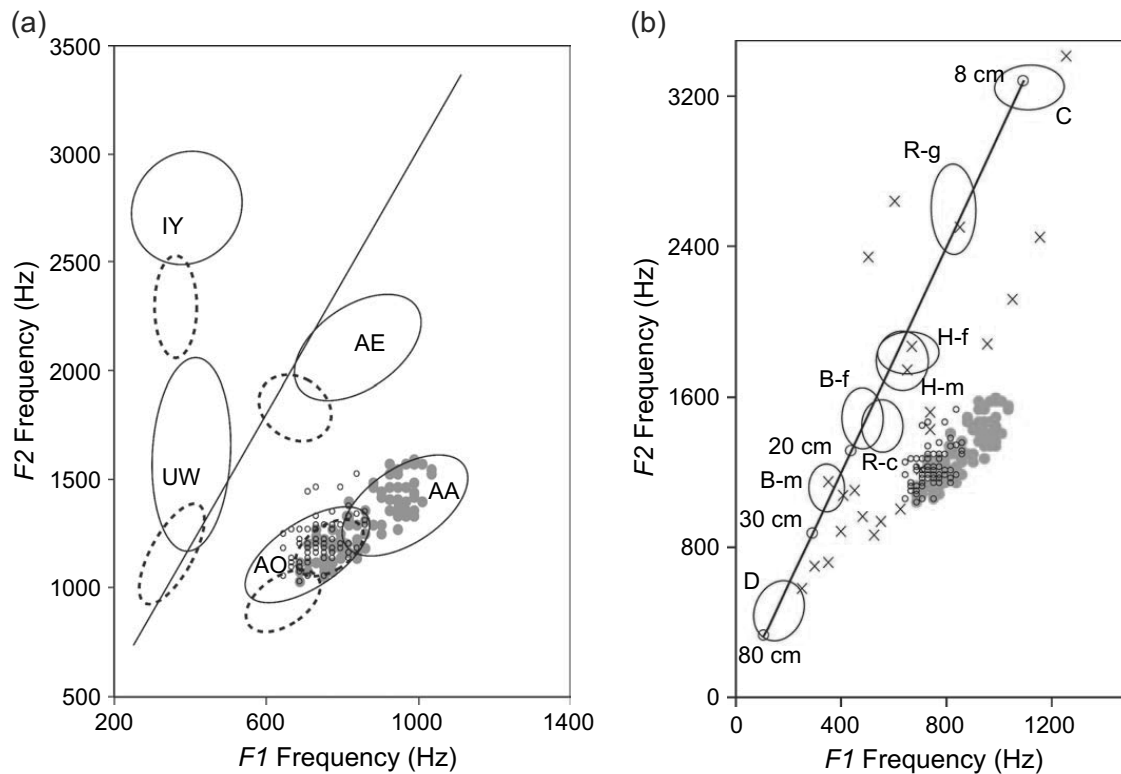 (a)
3500
3000
2500
2000
1500
1000
500
F2 Frequency (Hz)
IY
AE
UW
AA
AO
200
600
1000
1400
F1 Frequency (Hz)
(b)
3200
2400
1600
800
0
F2 Frequency (Hz)
8 cm
C
R-g
H-f
B-f
H-m
20 cm
R-c
B-m
30 cm
D
80 cm
0
400
800
1200
F1 Frequency (Hz)